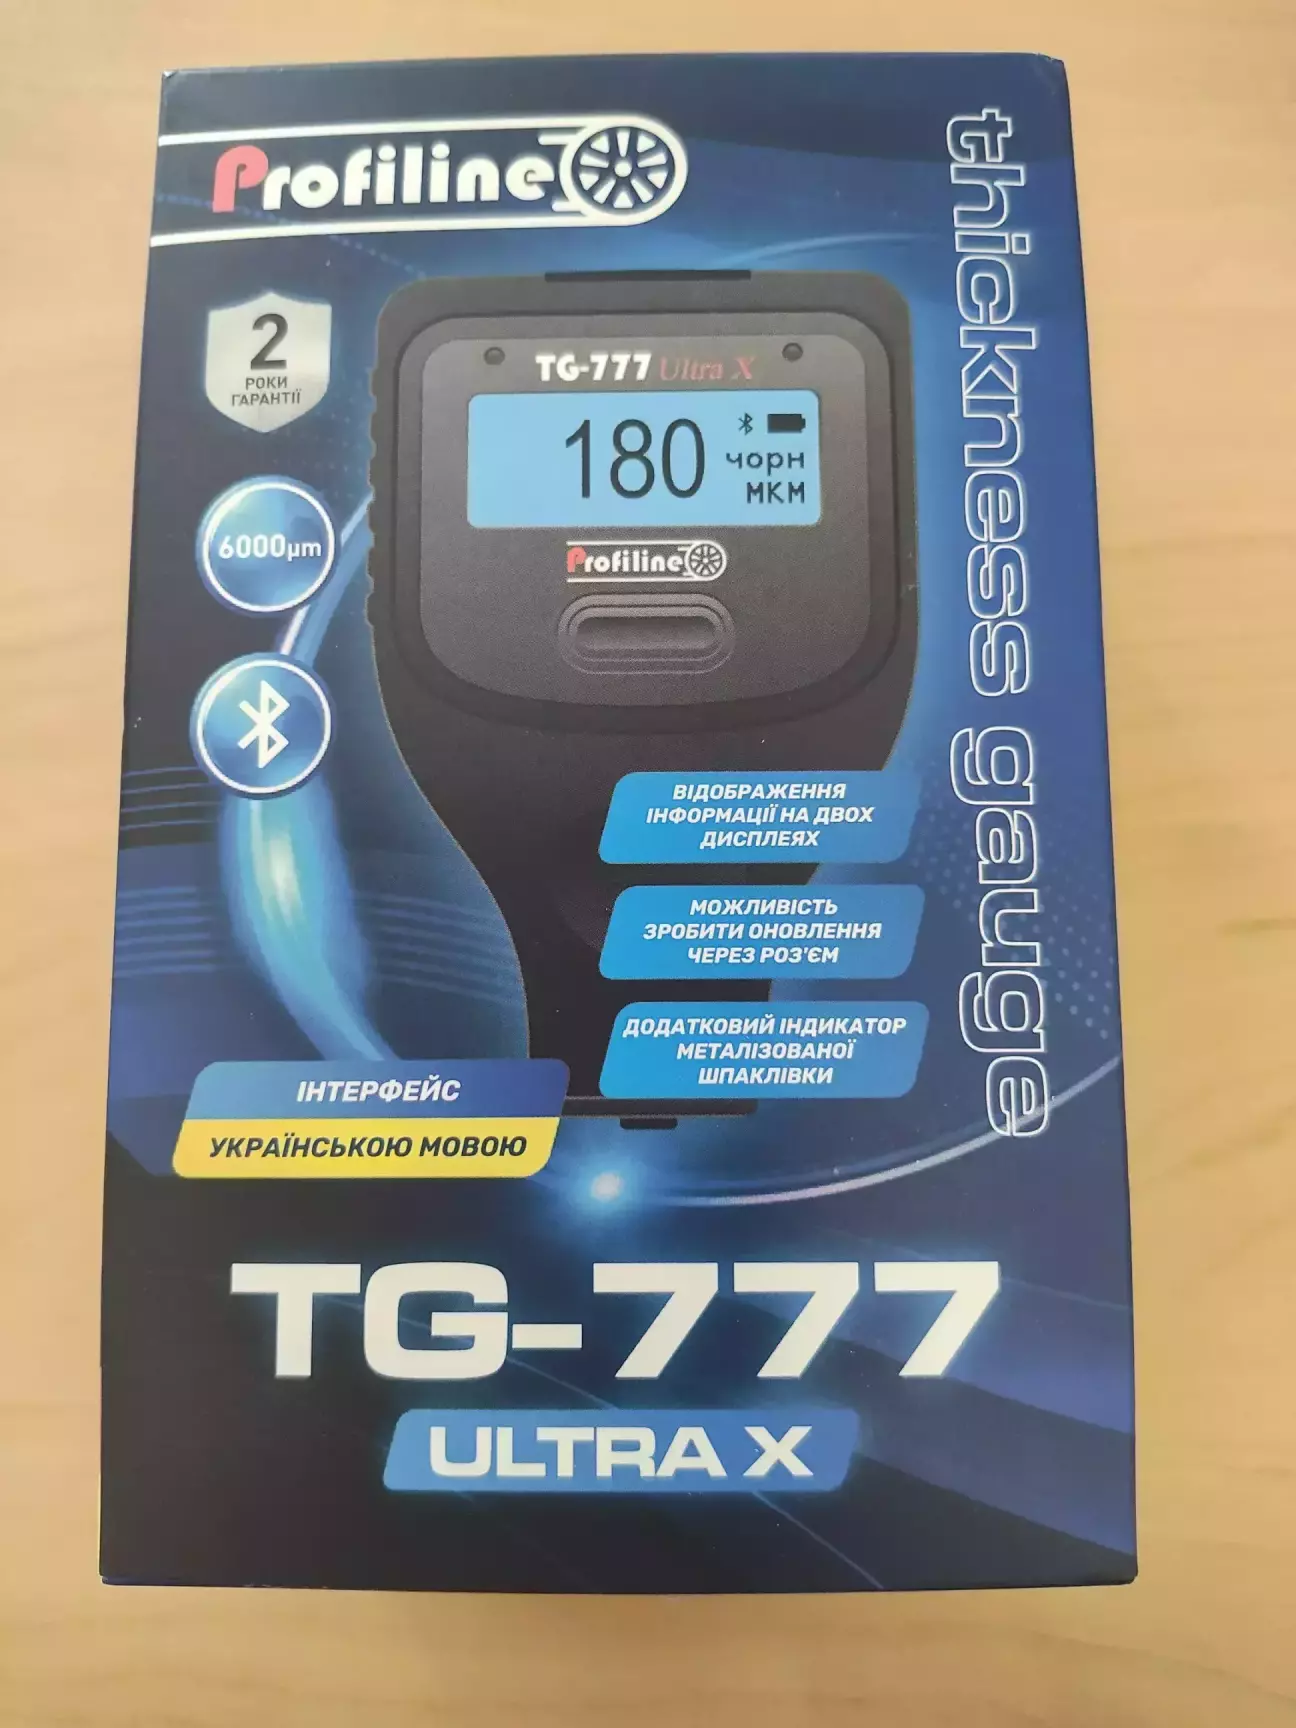 Profiline
thickness gauge
2
РОКИ
ГАРАНТІЇ
TG-777 Ultra X
180
чорн
мкм
Profiline
6000µm
ВІДОБРАЖЕННЯ
ІНФОРМАЦІЇ НА ДВОХ
ДИСПЛЕЯХ
МОЖЛИВІСТЬ
ЗРОБИТИ ОНОВЛЕННЯ
ЧЕРЕЗ РОЗ'ЄМ
ДОДАТКОВИЙ ІНДИКАТОР
МЕТАЛІЗОВАНОЇ
ШПАКЛІВКИ
ІНТЕРФЕЙС
УКРАЇНСЬКОЮ МОВОЮ
TG-777
ULTRA X